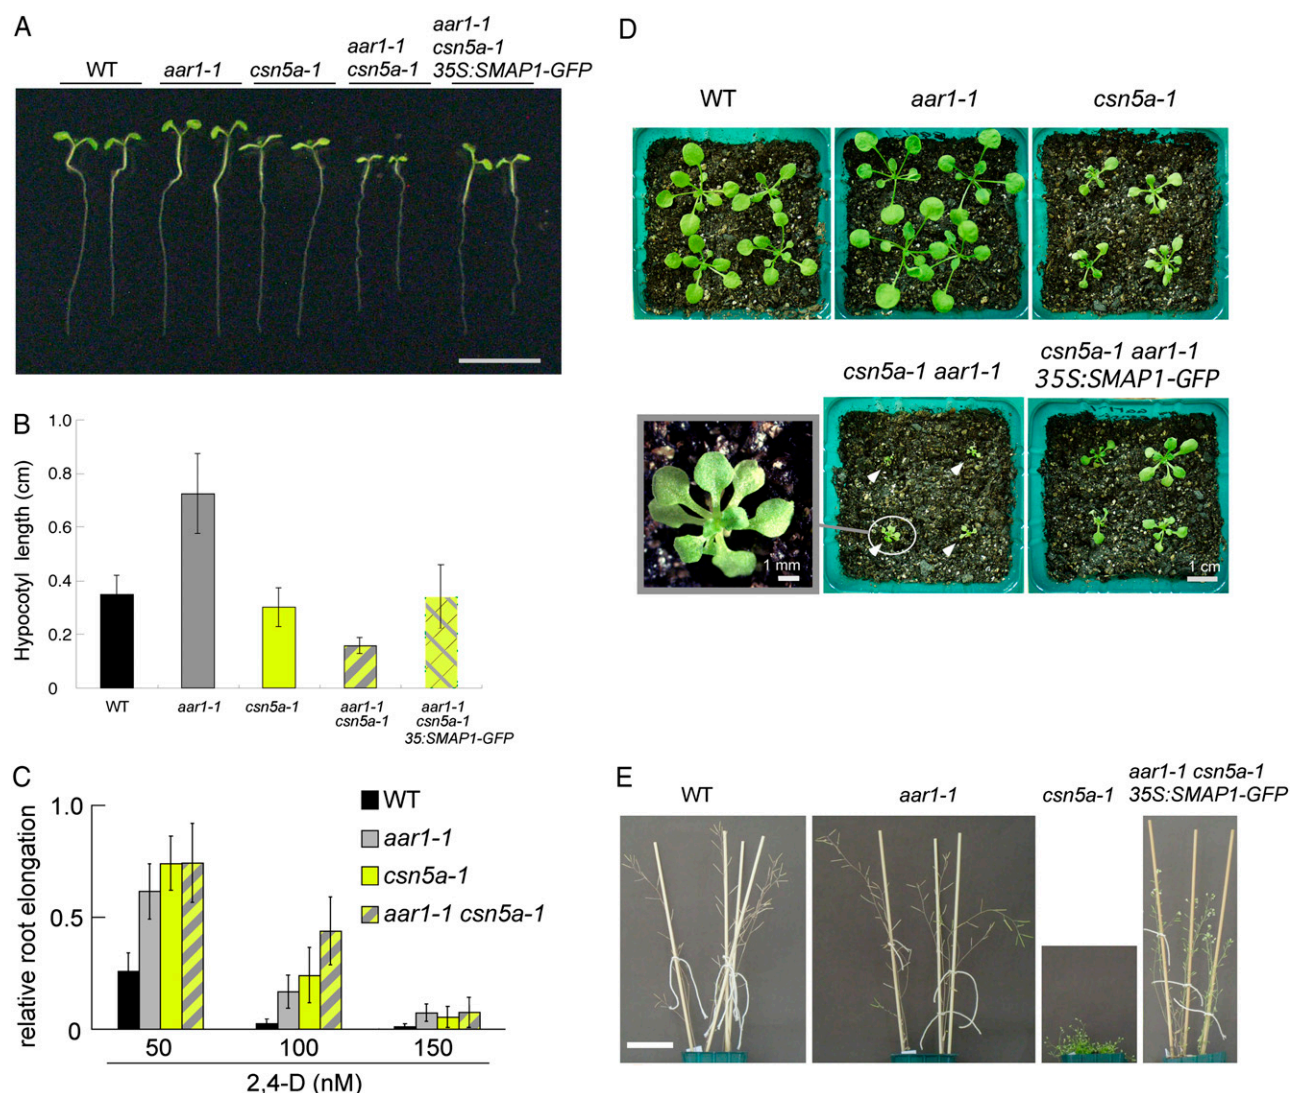 A
WT
aar1-1
csn5a-1
aar1-1
csn5a-1
aar1-1
csn5a-1
35S:SMAP1-GFP
B
Hypocotyl length (cm)
1.0
0.8
0.6
0.4
0.2
0
WT
aar1-1
csn5a-1
aar1-1
csn5a-1
aar1-1
csn5a-1
35:SMAP1-GFP
C
relative root elongation
1.0
0.5
0
WT
aar1-1
csn5a-1
aar1-1 csn5a-1
50 100 150
2,4-D (nM)
D
WT
aar1-1
csn5a-1
csn5a-1 aar1-1
csn5a-1 aar1-1
35S:SMAP1-GFP
1 mm
1 cm
E
WT
aar1-1
csn5a-1
aar1-1 csn5a-1
35S:SMAP1-GFP